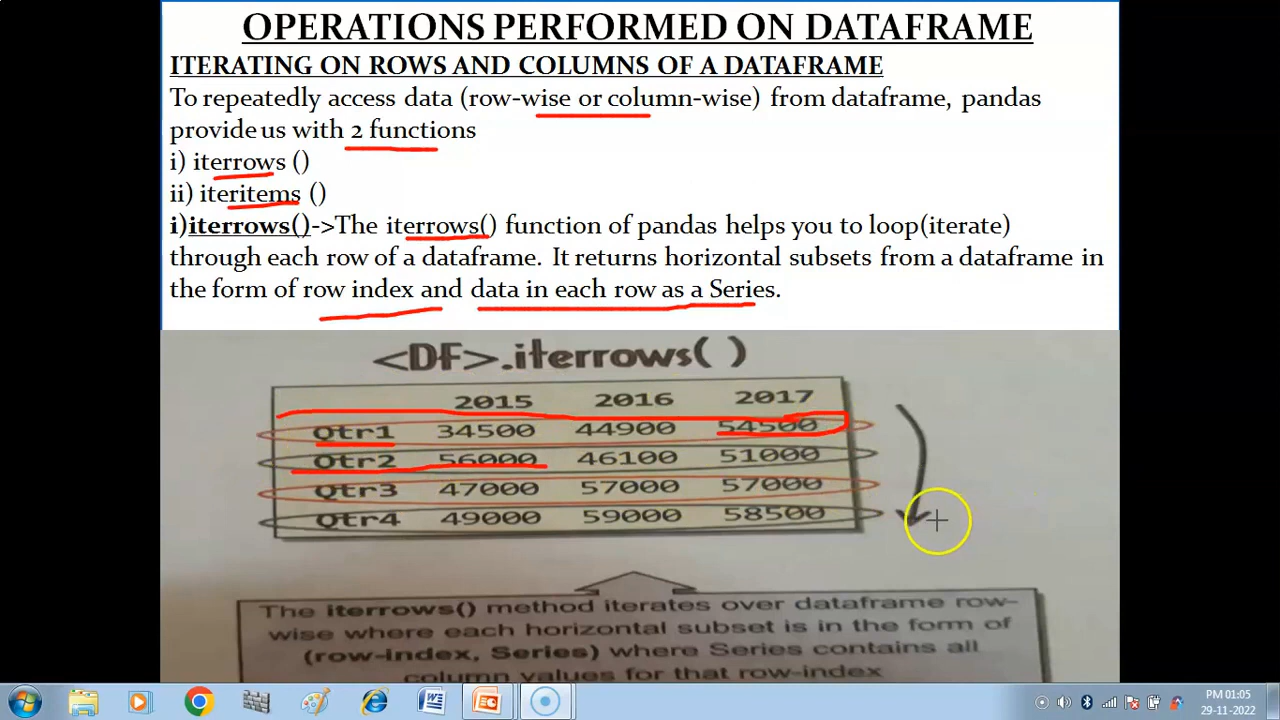 OPERATIONS PERFORMED ON DATAFRAME
ITERATING ON ROWS AND COLUMNS OF A DATAFRAME
To repeatedly access data (row-wise or column-wise) from dataframe, pandas
provide us with 2 functions
i) iterrows ()
ii) iteritems ()
i)iterrows()->The iterrows() function of pandas helps you to loop(iterate)
through each row of a dataframe. It returns horizontal subsets from a dataframe in
the form of row index and data in each row as a Series.
<DF>.iterrows( )
2015 2016 2017
Qtr1 34500 44900 54500
Qtr2 56000 46100 51000
Qtr3 47000 57000 57000
Qtr4 49000 59000 58500
The iterrows() method iterates over dataframe row-
wise where each horizontal subset is in the form of
(row-index, Series) where Series contains all
column values for that row-index
PM 01:05
29-11-2022